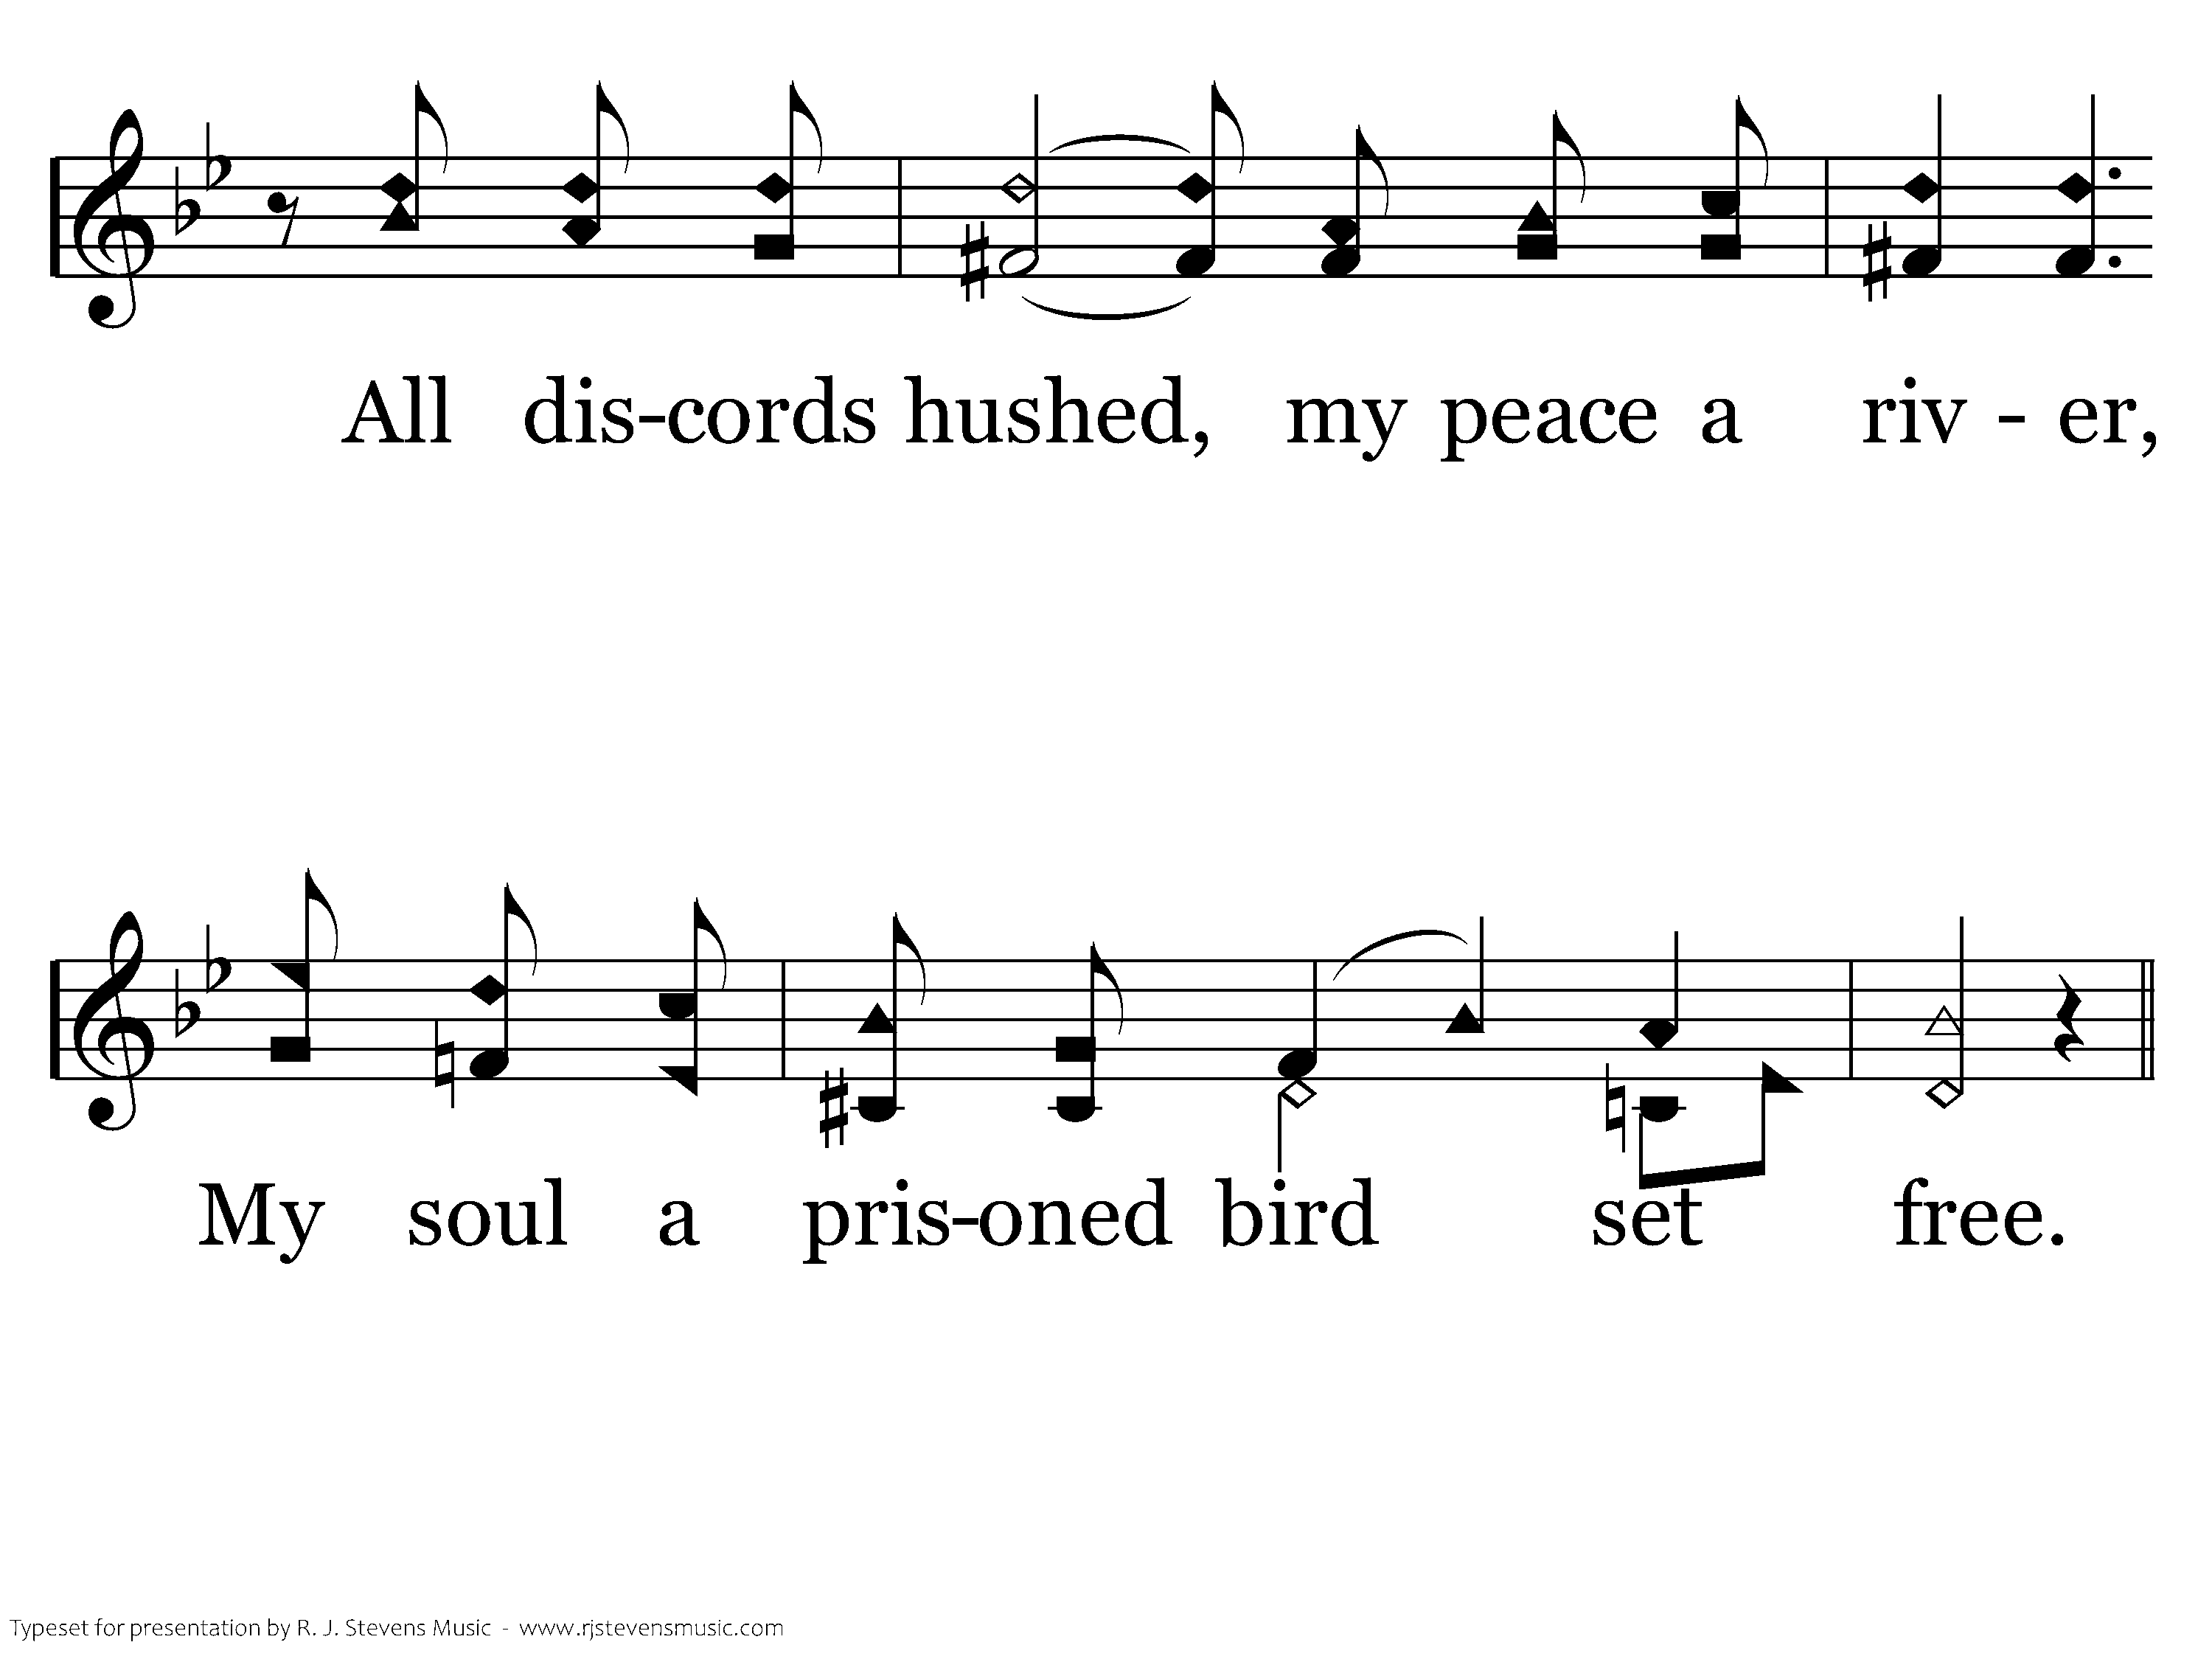 All dis-cords hushed, my peace a riv - er,
My soul a pris-oned bird set free.
Typeset for presentation by R. J. Stevens Music - www.rjstevensmusic.com